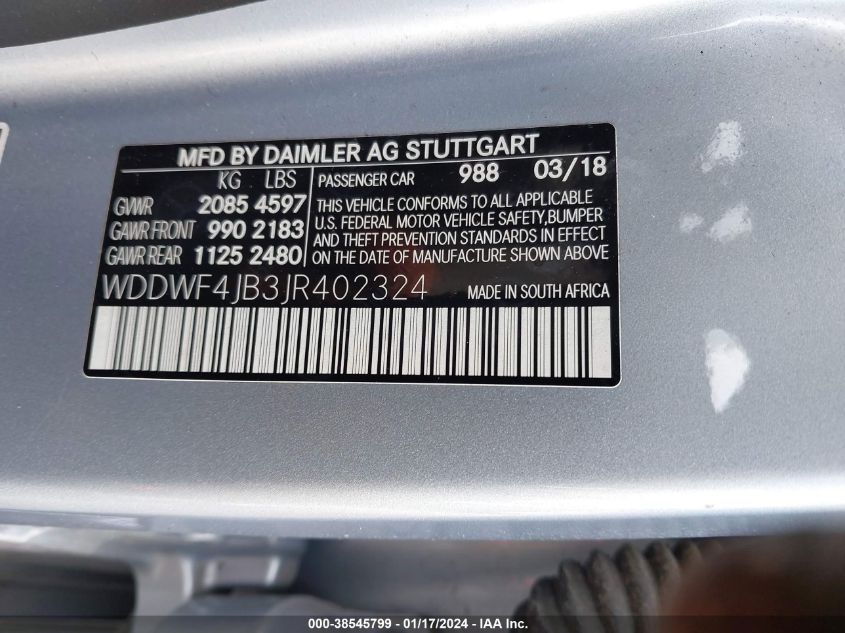 MFD BY DAIMLER AG STUTTGART
KG LBS
GVWR 2085 4597
GAWR FRONT 990 2183
GAWR REAR 1125 2480
PASSENGER CAR 988 03/18
THIS VEHICLE CONFORMS TO ALL APPLICABLE
U.S. FEDERAL MOTOR VEHICLE SAFETY,BUMPER
AND THEFT PREVENTION STANDARDS IN EFFECT
ON THE DATE OF MANUFACTURE SHOWN ABOVE
WDDWF4JB3JR402324 MADE IN SOUTH AFRICA
000-38545799 - 01/17/2024 - IAA, Inc.